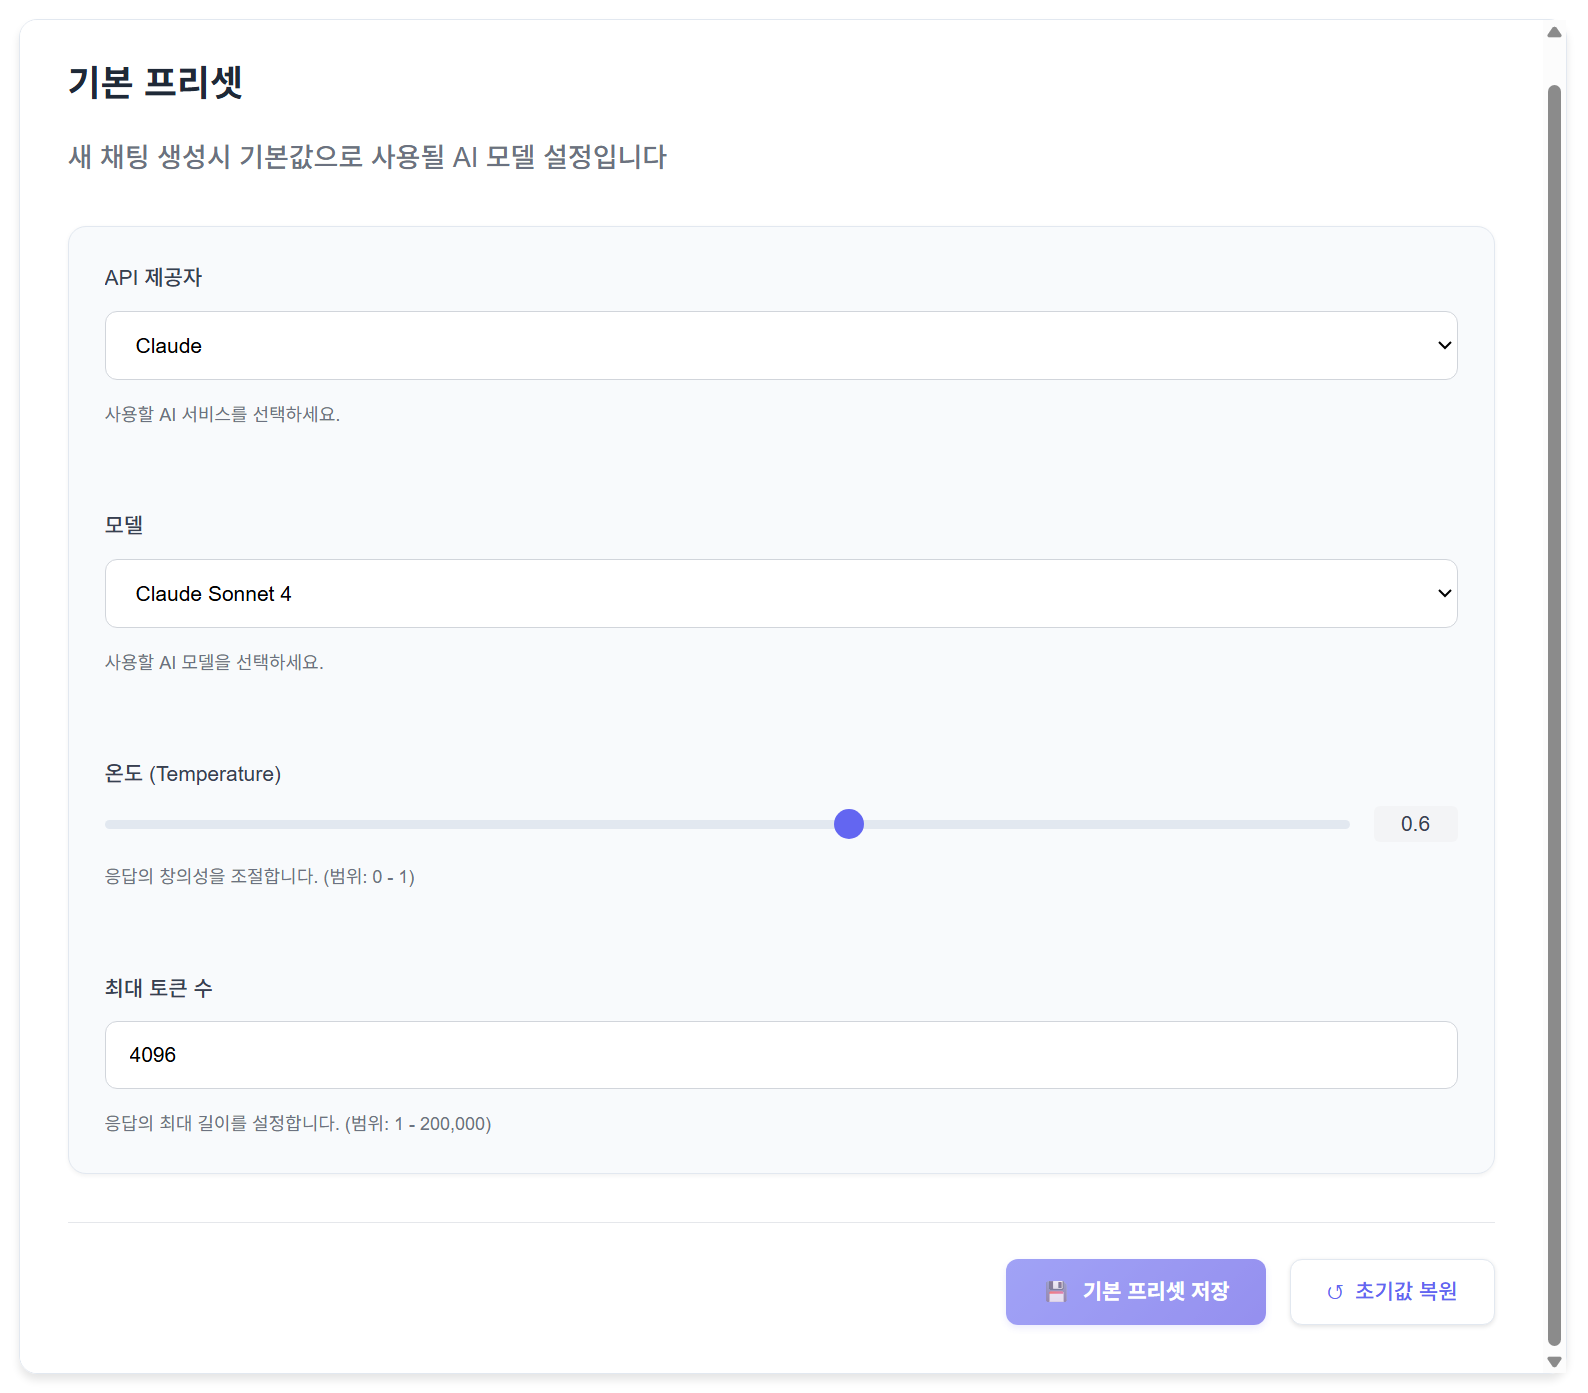 기본 프리셋
새 채팅 생성시 기본값으로 사용될 AI 모델 설정입니다
API 제공자
Claude
사용할 AI 서비스를 선택하세요.
모델
Claude Sonnet 4
사용할 AI 모델을 선택하세요.
온도 (Temperature)
0.6
응답의 창의성을 조절합니다. (범위: 0 - 1)
최대 토큰 수
4096
응답의 최대 길이를 설정합니다. (범위: 1 - 200,000)
💾 기본 프리셋 저장
↺ 초기값 복원